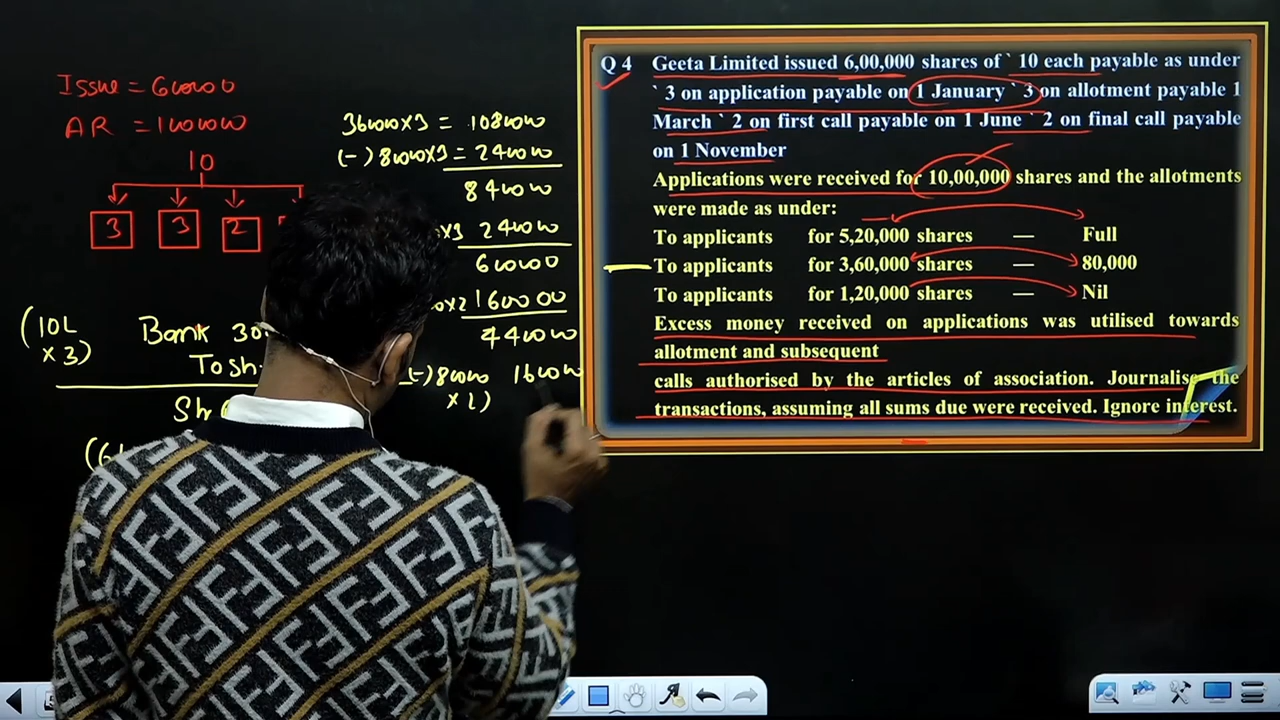 Issue = 600000
AR = 1000000
10
3 3 2
(10L
× 3)
Bank 30
To Sh
Sh
(6L
360000×3 = 1080000
(-) 80000×3 = 240000
840000
×3 240000
600000
×2 160000
440000
(-) 80000 160000
× 2)
Q 4 Geeta Limited issued 6,00,000 shares of ` 10 each payable as under
` 3 on application payable on 1 January ` 3 on allotment payable 1
March ` 2 on first call payable on 1 June ` 2 on final call payable
on 1 November
Applications were received for 10,00,000 shares and the allotments
were made as under:
To applicants for 5,20,000 shares — Full
To applicants for 3,60,000 shares — 80,000
To applicants for 1,20,000 shares — Nil
Excess money received on applications was utilised towards
allotment and subsequent
calls authorised by the articles of association. Journalise the
transactions, assuming all sums due were received. Ignore interest.